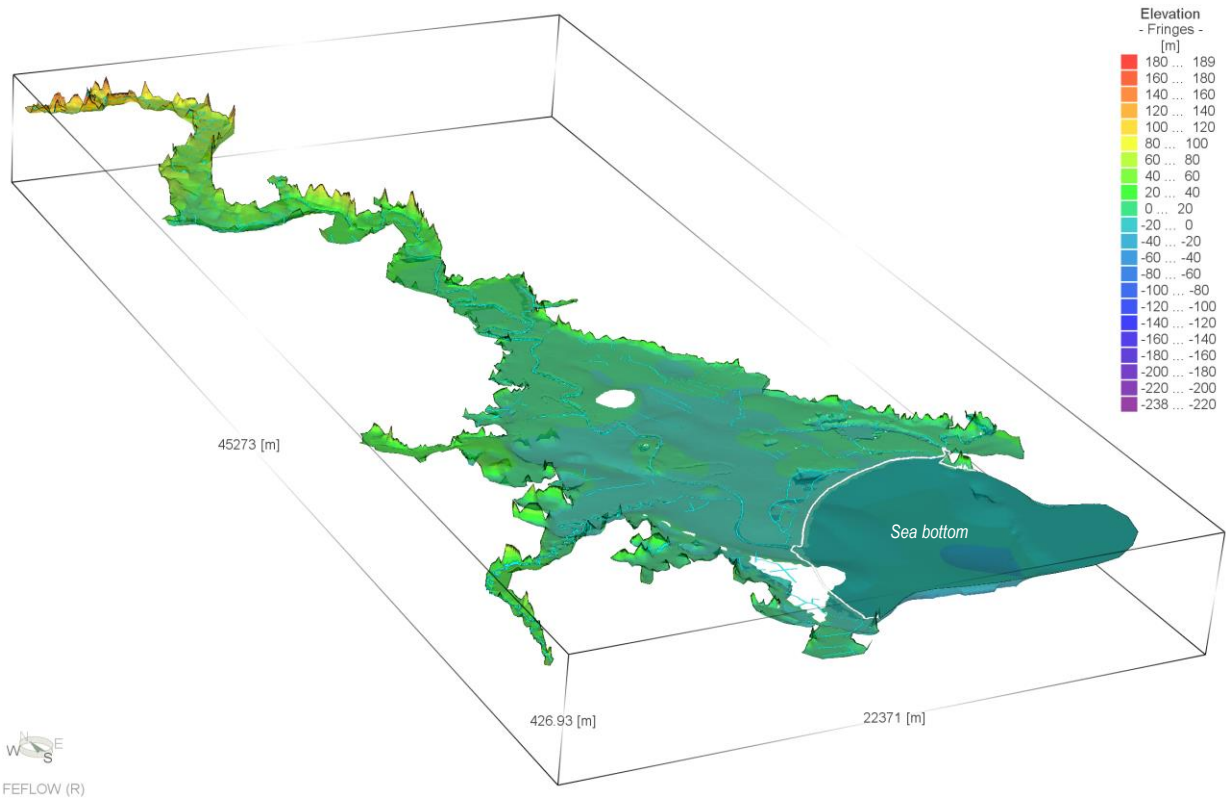 Elevation
- Fringes -
[m]
180 ... 189
160 ... 180
140 ... 160
120 ... 140
100 ... 120
80 ... 100
60 ... 80
40 ... 60
20 ... 40
0 ... 20
-20 ... 0
-40 ... -20
-60 ... -40
-80 ... -60
-100 ... -80
-120 ... -100
-140 ... -120
-160 ... -140
-180 ... -160
-200 ... -180
-220 ... -200
-238 ... -220
45273 [m]
Sea bottom
426.93 [m]
22371 [m]
N
W E
S
FEFLOW (R)